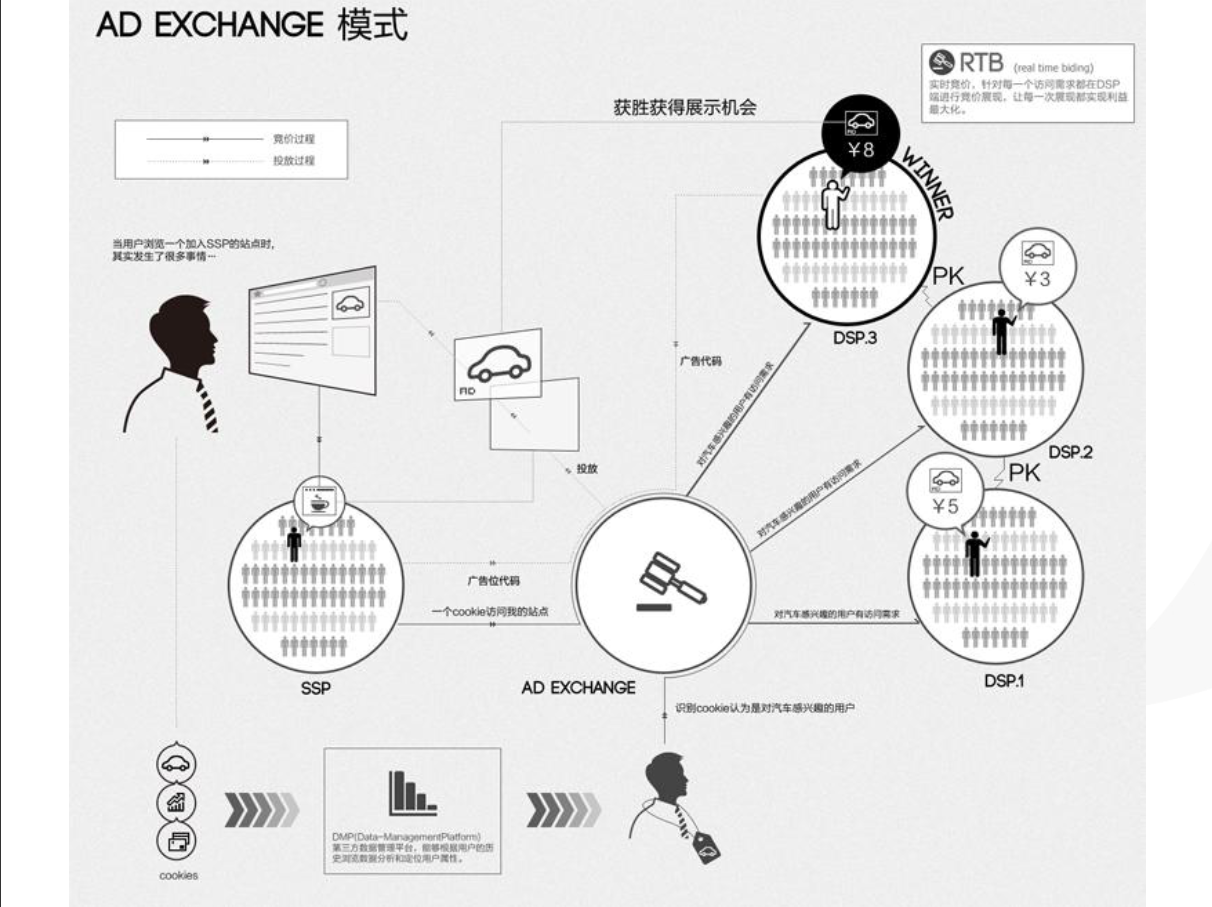 AD EXCHANGE 模式
RTB (real time biding)
实时竞价，针对每一个访问需求都在DSP
端进行竞价展现，让每一次展现都实现利益
最大化。
获胜获得展示机会
竞价过程
投放过程
AD
¥8
WINNER
当用户浏览一个加入SSP的站点时，
其实发生了很多事情…
PK
AD
¥3
DSP.3
广告代码
对汽车感兴趣的用户有访问需求
AD
DSP.2
对汽车感兴趣的用户有访问需求
投放
PK
AD
¥5
广告位代码
一个cookie访问我的站点
对汽车感兴趣的用户有访问需求
SSP
AD EXCHANGE
DSP.1
识别cookie认为是对汽车感兴趣的用户
DMP(Data-ManagementPlatform)
第三方数据管理平台，能够根据用户的历
史浏览数据分析和定位用户属性。
cookies